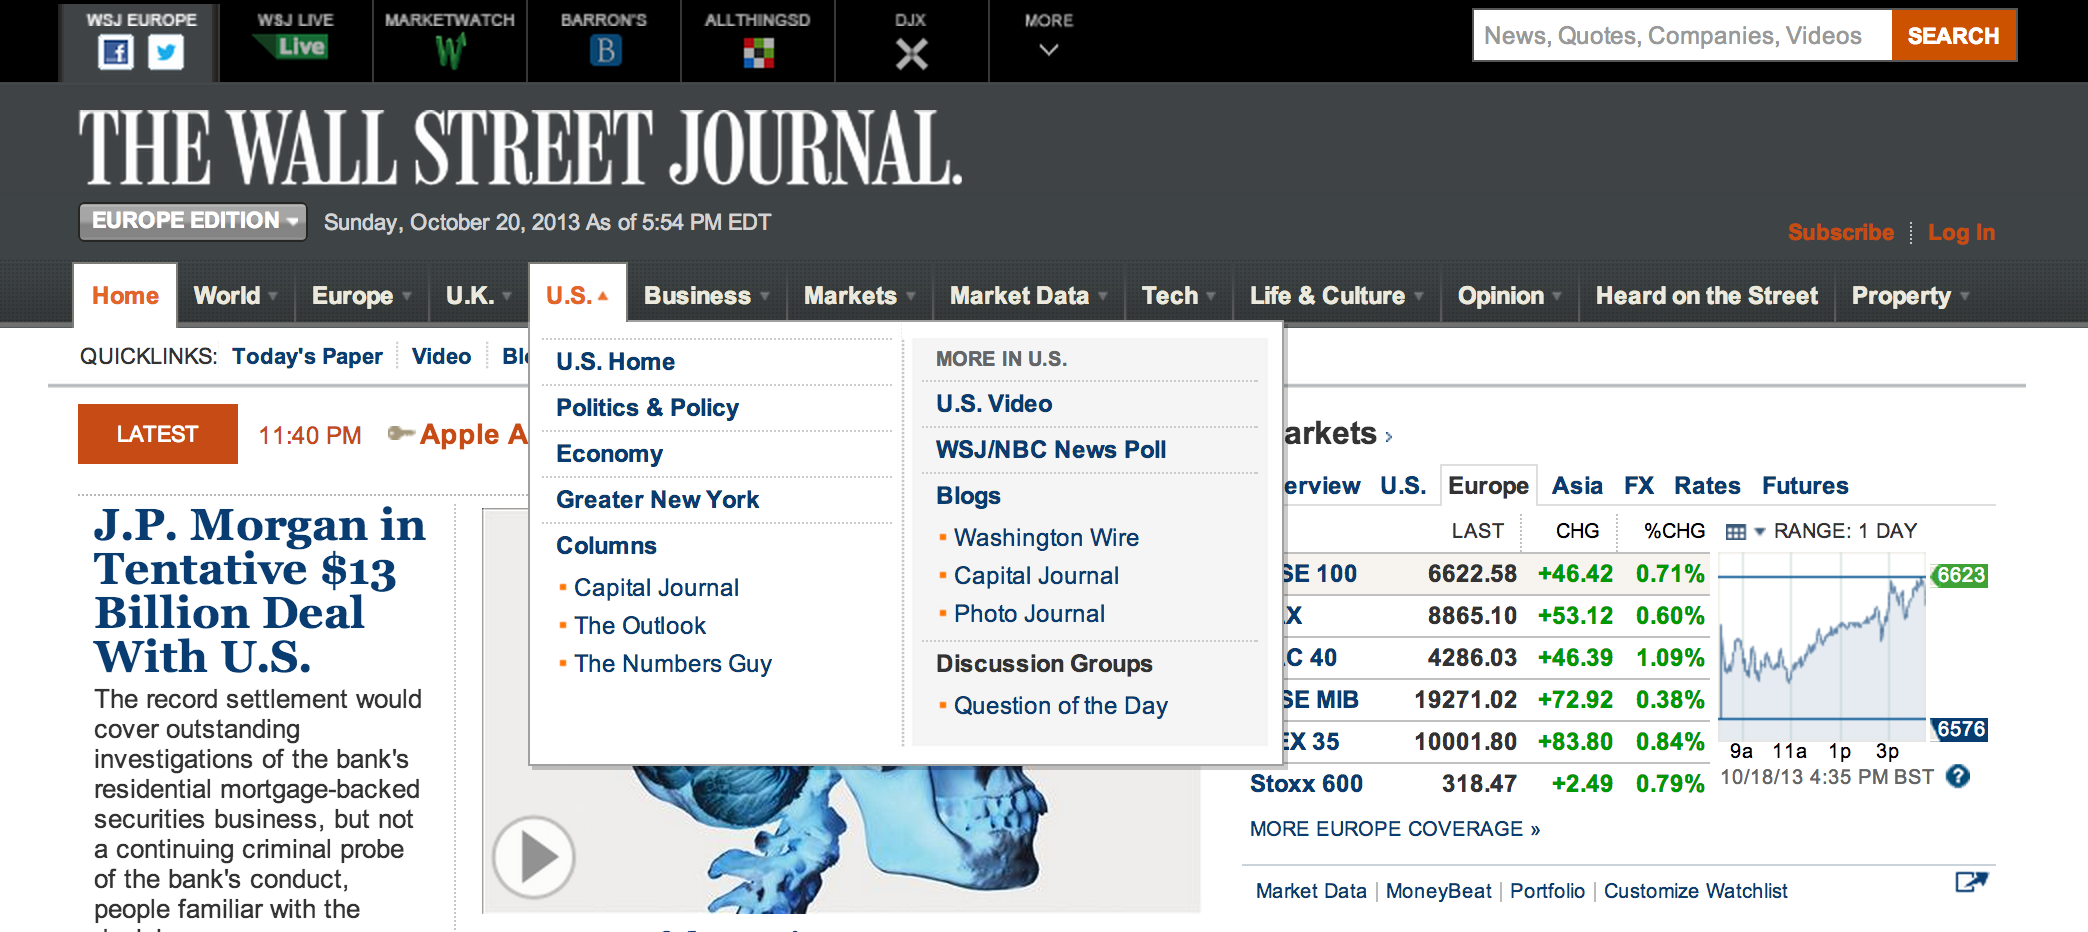 WSJ EUROPE
WSJ LIVE
Live
MARKETWATCH
W
BARRON'S
B
ALLTHINGSD
DJX
MORE
News, Quotes, Companies, Videos
SEARCH
THE WALL STREET JOURNAL.
EUROPE EDITION
Sunday, October 20, 2013 As of 5:54 PM EDT
Subscribe
Log In
Home
World
Europe
U.K.
U.S.
Business
Markets
Market Data
Tech
Life & Culture
Opinion
Heard on the Street
Property
QUICKLINKS: Today's Paper Video
LATEST
11:40 PM
Apple A
J.P. Morgan in
Tentative $13
Billion Deal
With U.S.
The record settlement would
cover outstanding
investigations of the bank's
residential mortgage-backed
securities business, but not
a continuing criminal probe
of the bank's conduct,
people familiar with the
U.S. Home
Politics & Policy
Economy
Greater New York
Columns
Capital Journal
The Outlook
The Numbers Guy
MORE IN U.S.
U.S. Video
WSJ/NBC News Poll
Blogs
Washington Wire
Capital Journal
Photo Journal
Discussion Groups
Question of the Day
arkets
erview U.S. Europe Asia FX Rates Futures
LAST CHG %CHG
SE 100 6622.58 +46.42 0.71%
X 8865.10 +53.12 0.60%
C 40 4286.03 +46.39 1.09%
SE MIB 19271.02 +72.92 0.38%
EX 35 10001.80 +83.80 0.84%
Stoxx 600 318.47 +2.49 0.79%
RANGE: 1 DAY
6623
6576
9a 11a 1p 3p
10/18/13 4:35 PM BST ?
MORE EUROPE COVERAGE »
Market Data | MoneyBeat | Portfolio | Customize Watchlist